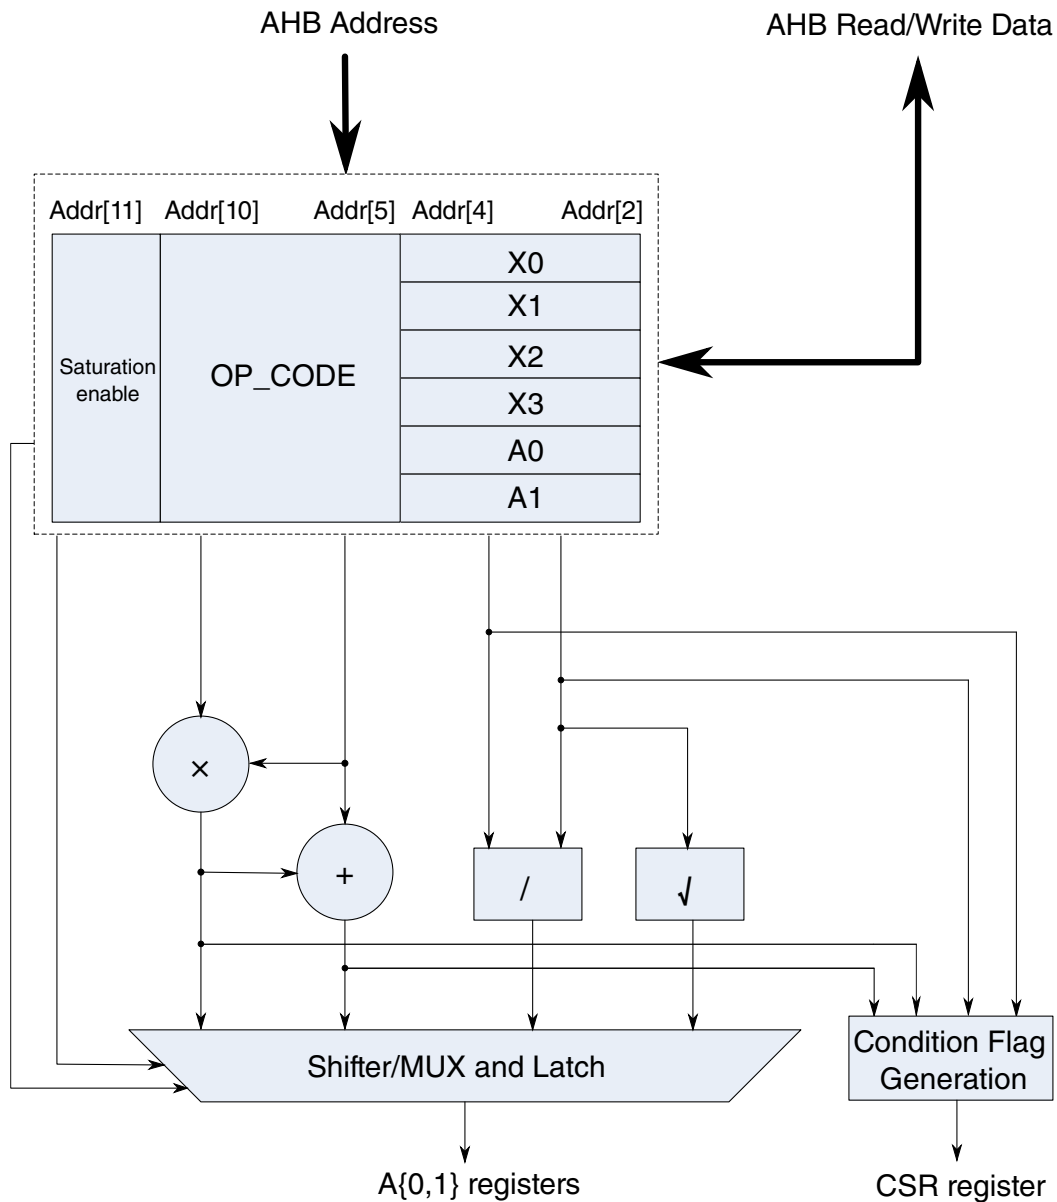 AHB Address
AHB Read/Write Data
Addr[11] Addr[10] Addr[5] Addr[4] Addr[2]
X0
X1
X2
X3
A0
A1
Saturation
enable
OP_CODE
×
+
/
√
Shifter/MUX and Latch
Condition Flag
Generation
A{0,1} registers
CSR register